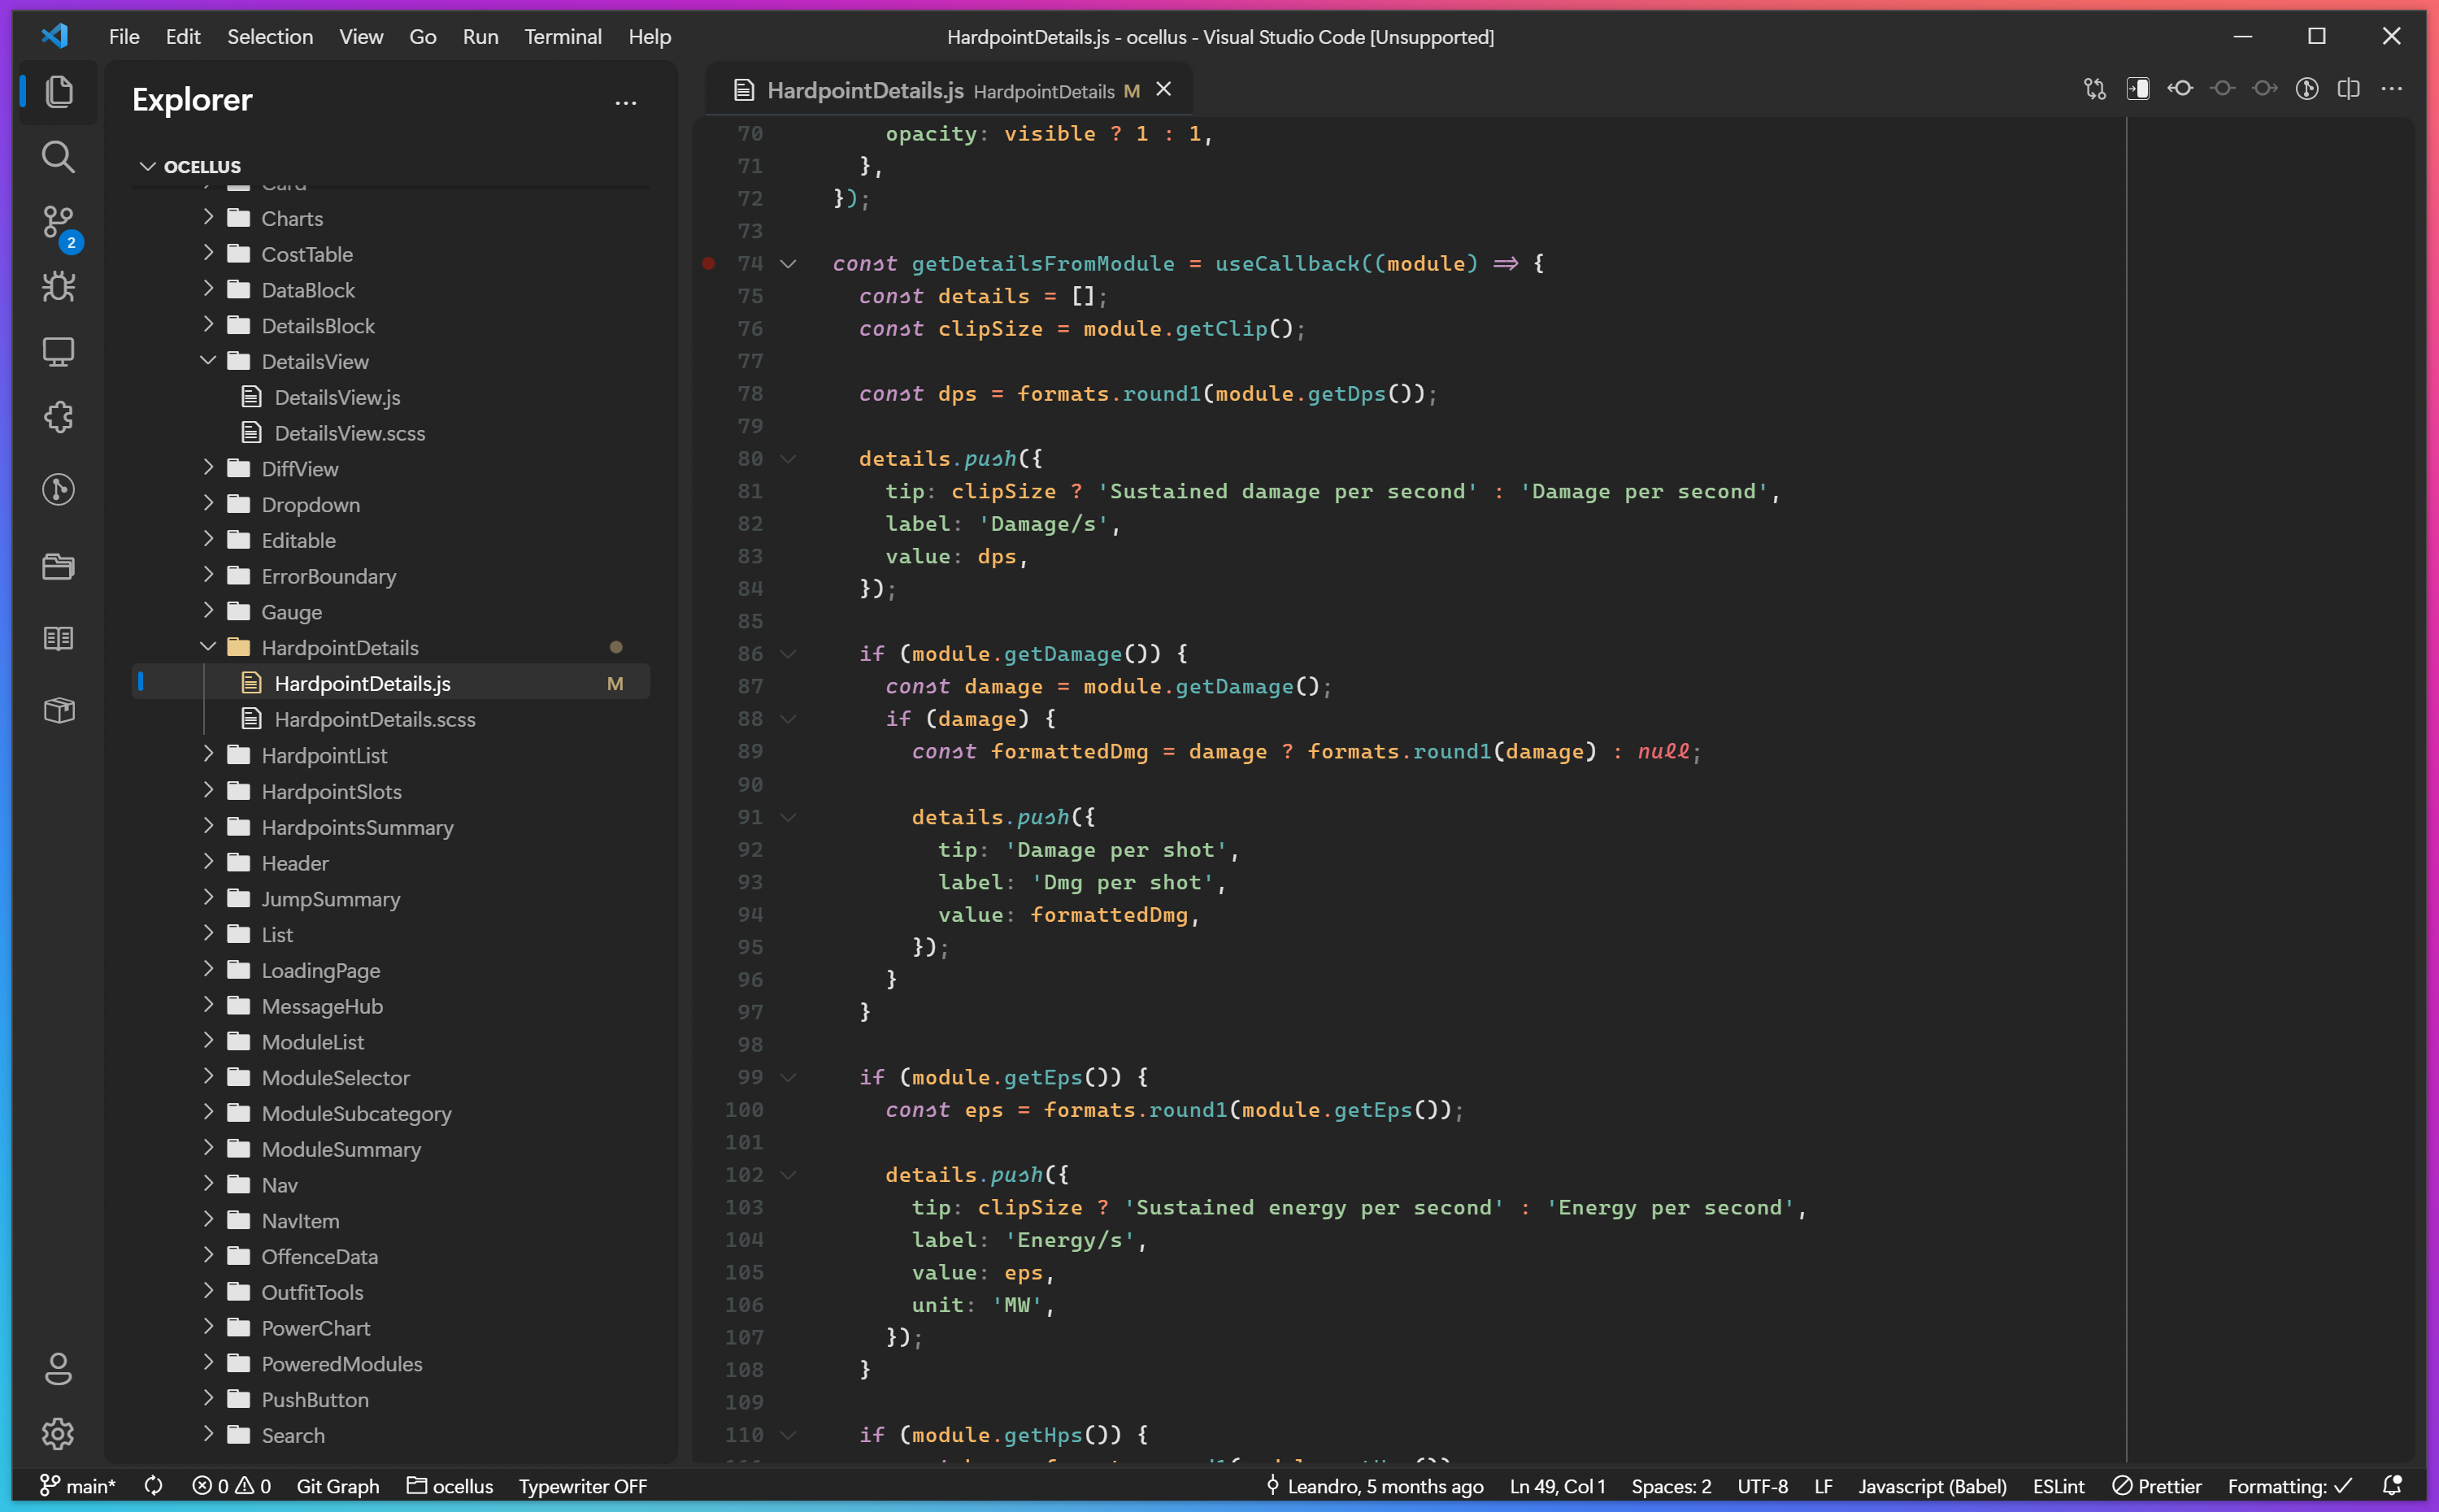 File Edit Selection View Go Run Terminal Help
HardpointDetails.js - ocellus - Visual Studio Code [Unsupported]
Explorer
OCELLUS
Card
Charts
CostTable
DataBlock
DetailsBlock
DetailsView
DetailsView.js
DetailsView.scss
DiffView
Dropdown
Editable
ErrorBoundary
Gauge
HardpointDetails
HardpointDetails.js M
HardpointDetails.scss
HardpointList
HardpointSlots
HardpointsSummary
Header
JumpSummary
List
LoadingPage
MessageHub
ModuleList
ModuleSelector
ModuleSubcategory
ModuleSummary
Nav
NavItem
OffenceData
OutfitTools
PowerChart
PoweredModules
PushButton
Search
2
HardpointDetails.js HardpointDetails M
70 opacity: visible ? 1 : 1,
71 },
72 });
73
74 const getDetailsFromModule = useCallback((module) => {
75 const details = [];
76 const clipSize = module.getClip();
77
78 const dps = formats.round1(module.getDps());
79
80 details.push({
81 tip: clipSize ? 'Sustained damage per second' : 'Damage per second',
82 label: 'Damage/s',
83 value: dps,
84 });
85
86 if (module.getDamage()) {
87 const damage = module.getDamage();
88 if (damage) {
89 const formattedDmg = damage ? formats.round1(damage) : null;
90
91 details.push({
92 tip: 'Damage per shot',
93 label: 'Dmg per shot',
94 value: formattedDmg,
95 });
96 }
97 }
98
99 if (module.getEps()) {
100 const eps = formats.round1(module.getEps());
101
102 details.push({
103 tip: clipSize ? 'Sustained energy per second' : 'Energy per second',
104 label: 'Energy/s',
105 value: eps,
106 unit: 'MW',
107 });
108 }
109
110 if (module.getHps()) {
main* 0 0 Git Graph ocellus Typewriter OFF Leandro, 5 months ago Ln 49, Col 1 Spaces: 2 UTF-8 LF Javascript (Babel) ESLint Prettier Formatting: